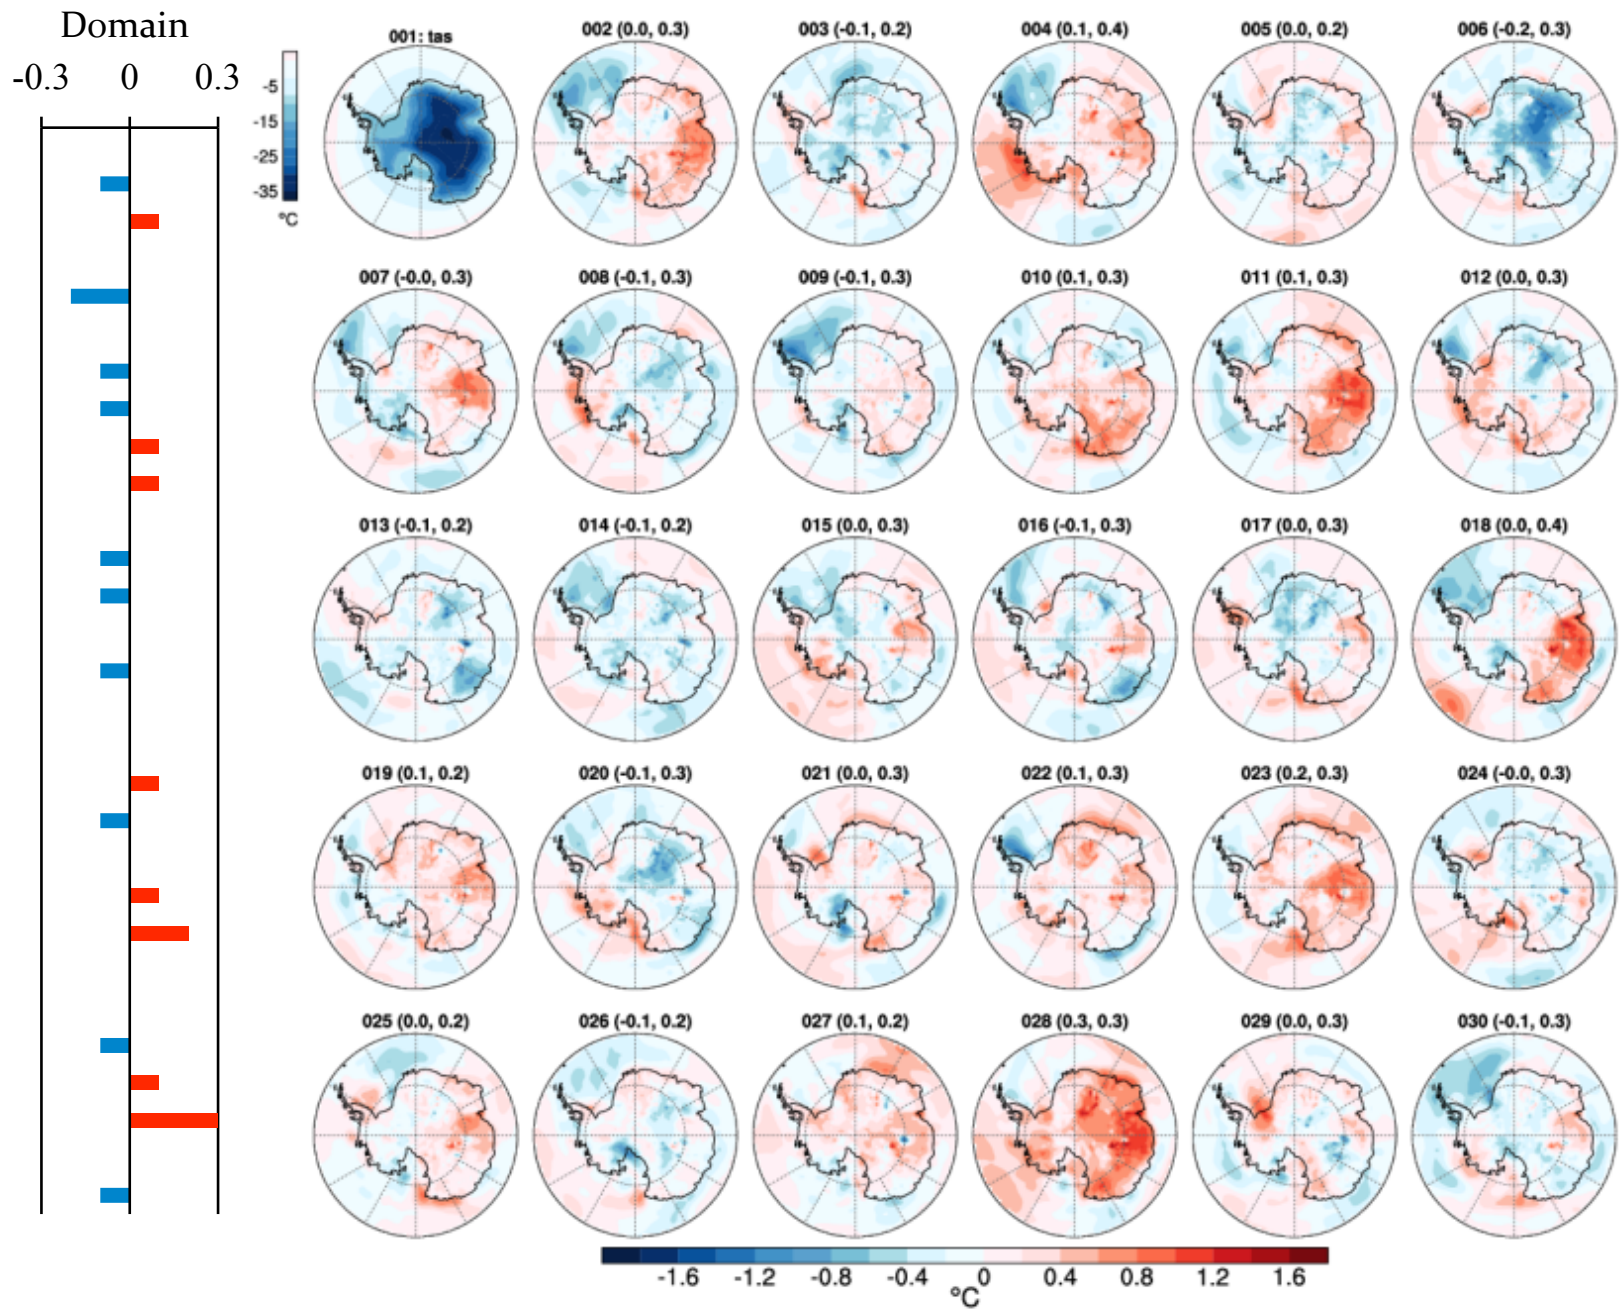 Domain
-0.3 0 0.3
-5
-15
-25
-35
°C
001: tas
002 (0.0, 0.3)
003 (-0.1, 0.2)
004 (0.1, 0.4)
005 (0.0, 0.2)
006 (-0.2, 0.3)
007 (-0.0, 0.3)
008 (-0.1, 0.3)
009 (-0.1, 0.3)
010 (0.1, 0.3)
011 (0.1, 0.3)
012 (0.0, 0.3)
013 (-0.1, 0.2)
014 (-0.1, 0.2)
015 (0.0, 0.3)
016 (-0.1, 0.3)
017 (0.0, 0.3)
018 (0.0, 0.4)
019 (0.1, 0.2)
020 (-0.1, 0.3)
021 (0.0, 0.3)
022 (0.1, 0.3)
023 (0.2, 0.3)
024 (-0.0, 0.3)
025 (0.0, 0.2)
026 (-0.1, 0.2)
027 (0.1, 0.2)
028 (0.3, 0.3)
029 (0.0, 0.3)
030 (-0.1, 0.3)
-1.6 -1.2 -0.8 -0.4 0 0.4 0.8 1.2 1.6
°C